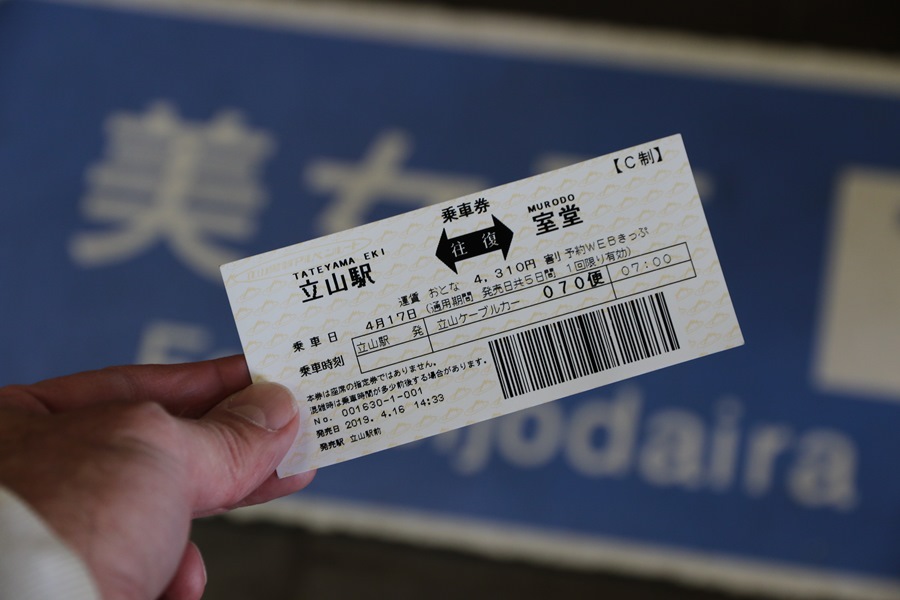 【C制】
乗車券
TATEYAMA EKI
立山駅
往復
MURODO
室堂
運賃 おとな 4,310円 割引 予約WEBきっぷ
乗車日 4月17日 (通用期間 発売日共5日間 1回限り有効)
乗車時刻 立山駅 発 立山ケーブルカー 070便 07:00
本券は座席の指定券ではありません。
混雑時は乗車時間が多少前後する場合があります。
No. 001630-1-001
発売日 2019. 4.16 14:33
発売駅 立山駅前
美女
jodaira